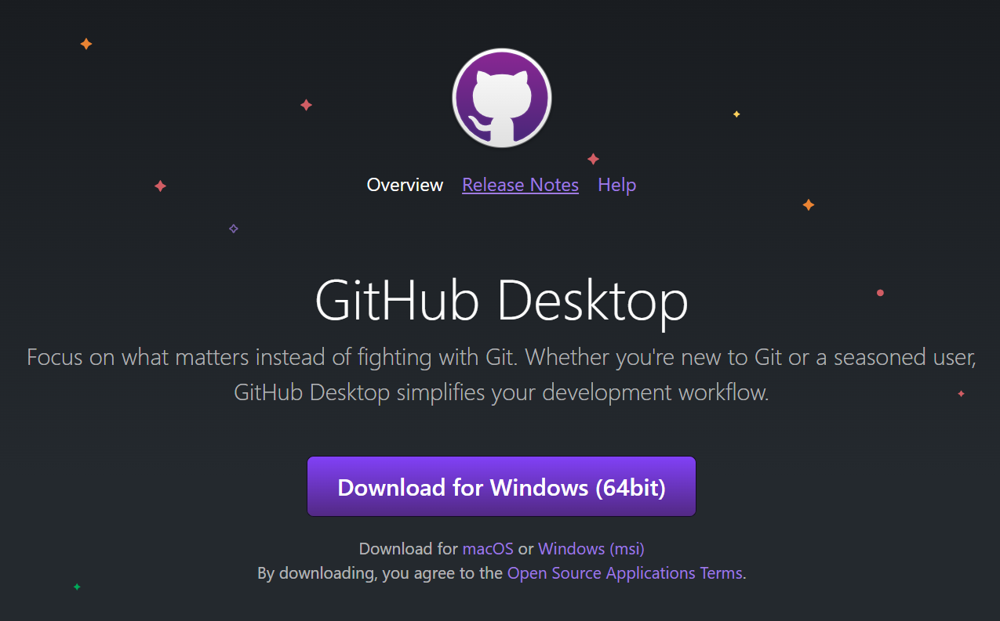 Overview Release Notes Help
GitHub Desktop
Focus on what matters instead of fighting with Git. Whether you're new to Git or a seasoned user,
GitHub Desktop simplifies your development workflow.
Download for Windows (64bit)
Download for macOS or Windows (msi)
By downloading, you agree to the Open Source Applications Terms.